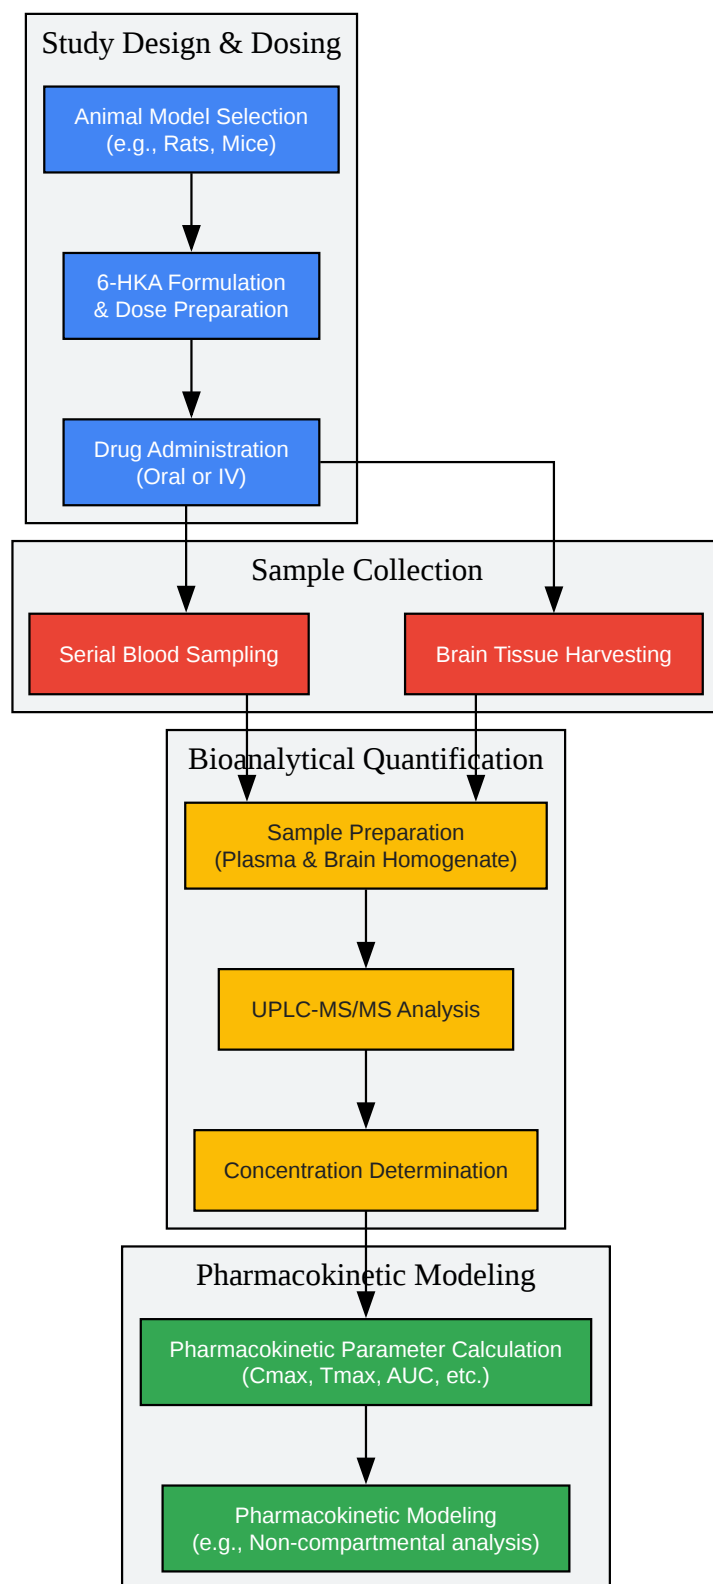 Study Design & Dosing
Animal Model Selection
(e.g., Rats, Mice)
6-HKA Formulation
& Dose Preparation
Drug Administration
(Oral or IV)
Sample Collection
Serial Blood Sampling
Brain Tissue Harvesting
Bioanalytical Quantification
Sample Preparation
(Plasma & Brain Homogenate)
UPLC-MS/MS Analysis
Concentration Determination
Pharmacokinetic Modeling
Pharmacokinetic Parameter Calculation
(Cmax, Tmax, AUC, etc.)
Pharmacokinetic Modeling
(e.g., Non-compartmental analysis)